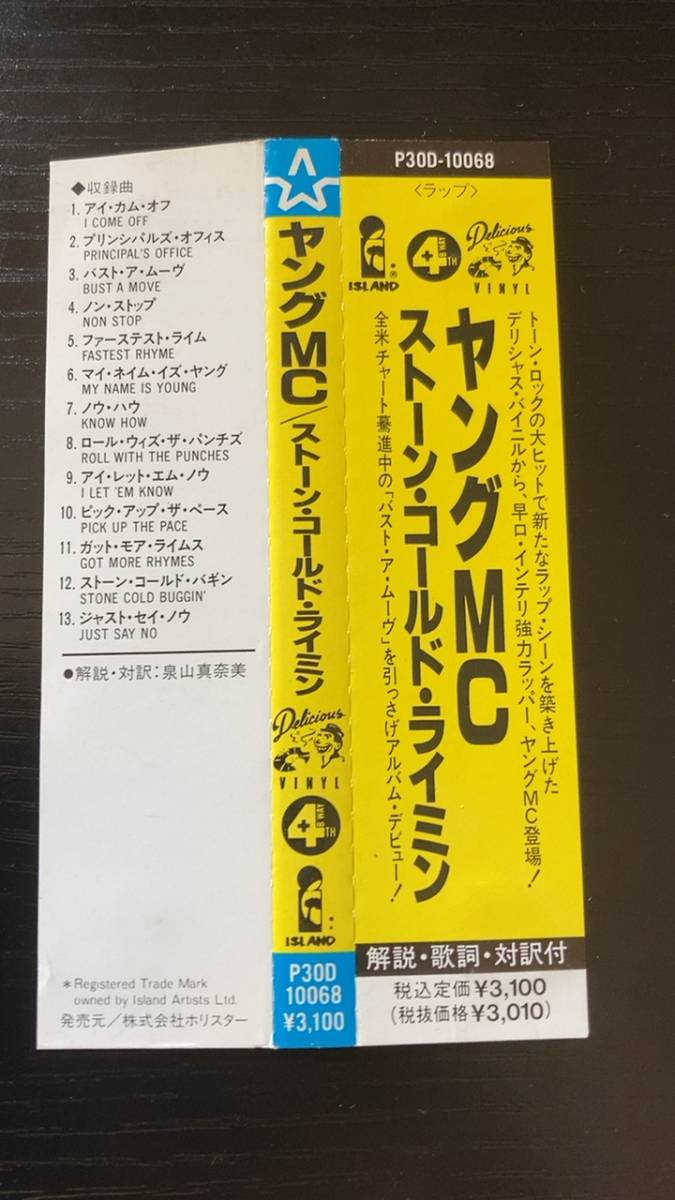 ◆収録曲
1. アイ・カム・オフ
I COME OFF
2. プリンシパルズ・オフィス
PRINCIPAL'S OFFICE
3. バスト・ア・ムーヴ
BUST A MOVE
4. ノン・ストップ
NON STOP
5. ファーステスト・ライム
FASTEST RHYME
6. マイ・ネイム・イズ・ヤング
MY NAME IS YOUNG
7. ノウ・ハウ
KNOW HOW
8. ロール・ウィズ・ザ・パンチズ
ROLL WITH THE PUNCHES
9. アイ・レット・エム・ノウ
I LET 'EM KNOW
10. ピック・アップ・ザ・ペース
PICK UP THE PACE
11. ガット・モア・ライムス
GOT MORE RHYMES
12. ストーン・コールド・バギン
STONE COLD BUGGIN'
13. ジャスト・セイ・ノウ
JUST SAY NO
●解説・対訳：泉山真奈美
＊Registered Trade Mark
owned by Island Artists Ltd.
発売元／株式会社ポリスター
ヤングMC／ストーン・コールド・ライミン
Delicious
VINYL
4TH
B'WAY
ISLAND
P30D
10068
¥3,100
P30D-10068
〈ラップ〉
ISLAND
®
4TH
B'WAY
Delicious
VINYL
トーン・ロックの大ヒットで新たなラップ・シーンを築き上げた
デリシャス・バイニルから、早口・インテリ強力ラッパー、ヤングMC登場！
ヤングMC
ストーン・コールド・ライミン
全米チャート驀進中の「バスト・ア・ムーヴ」を引っさげアルバム・デビュー！
解説・歌詞・対訳付
税込定価¥3,100
(税抜価格¥3,010)